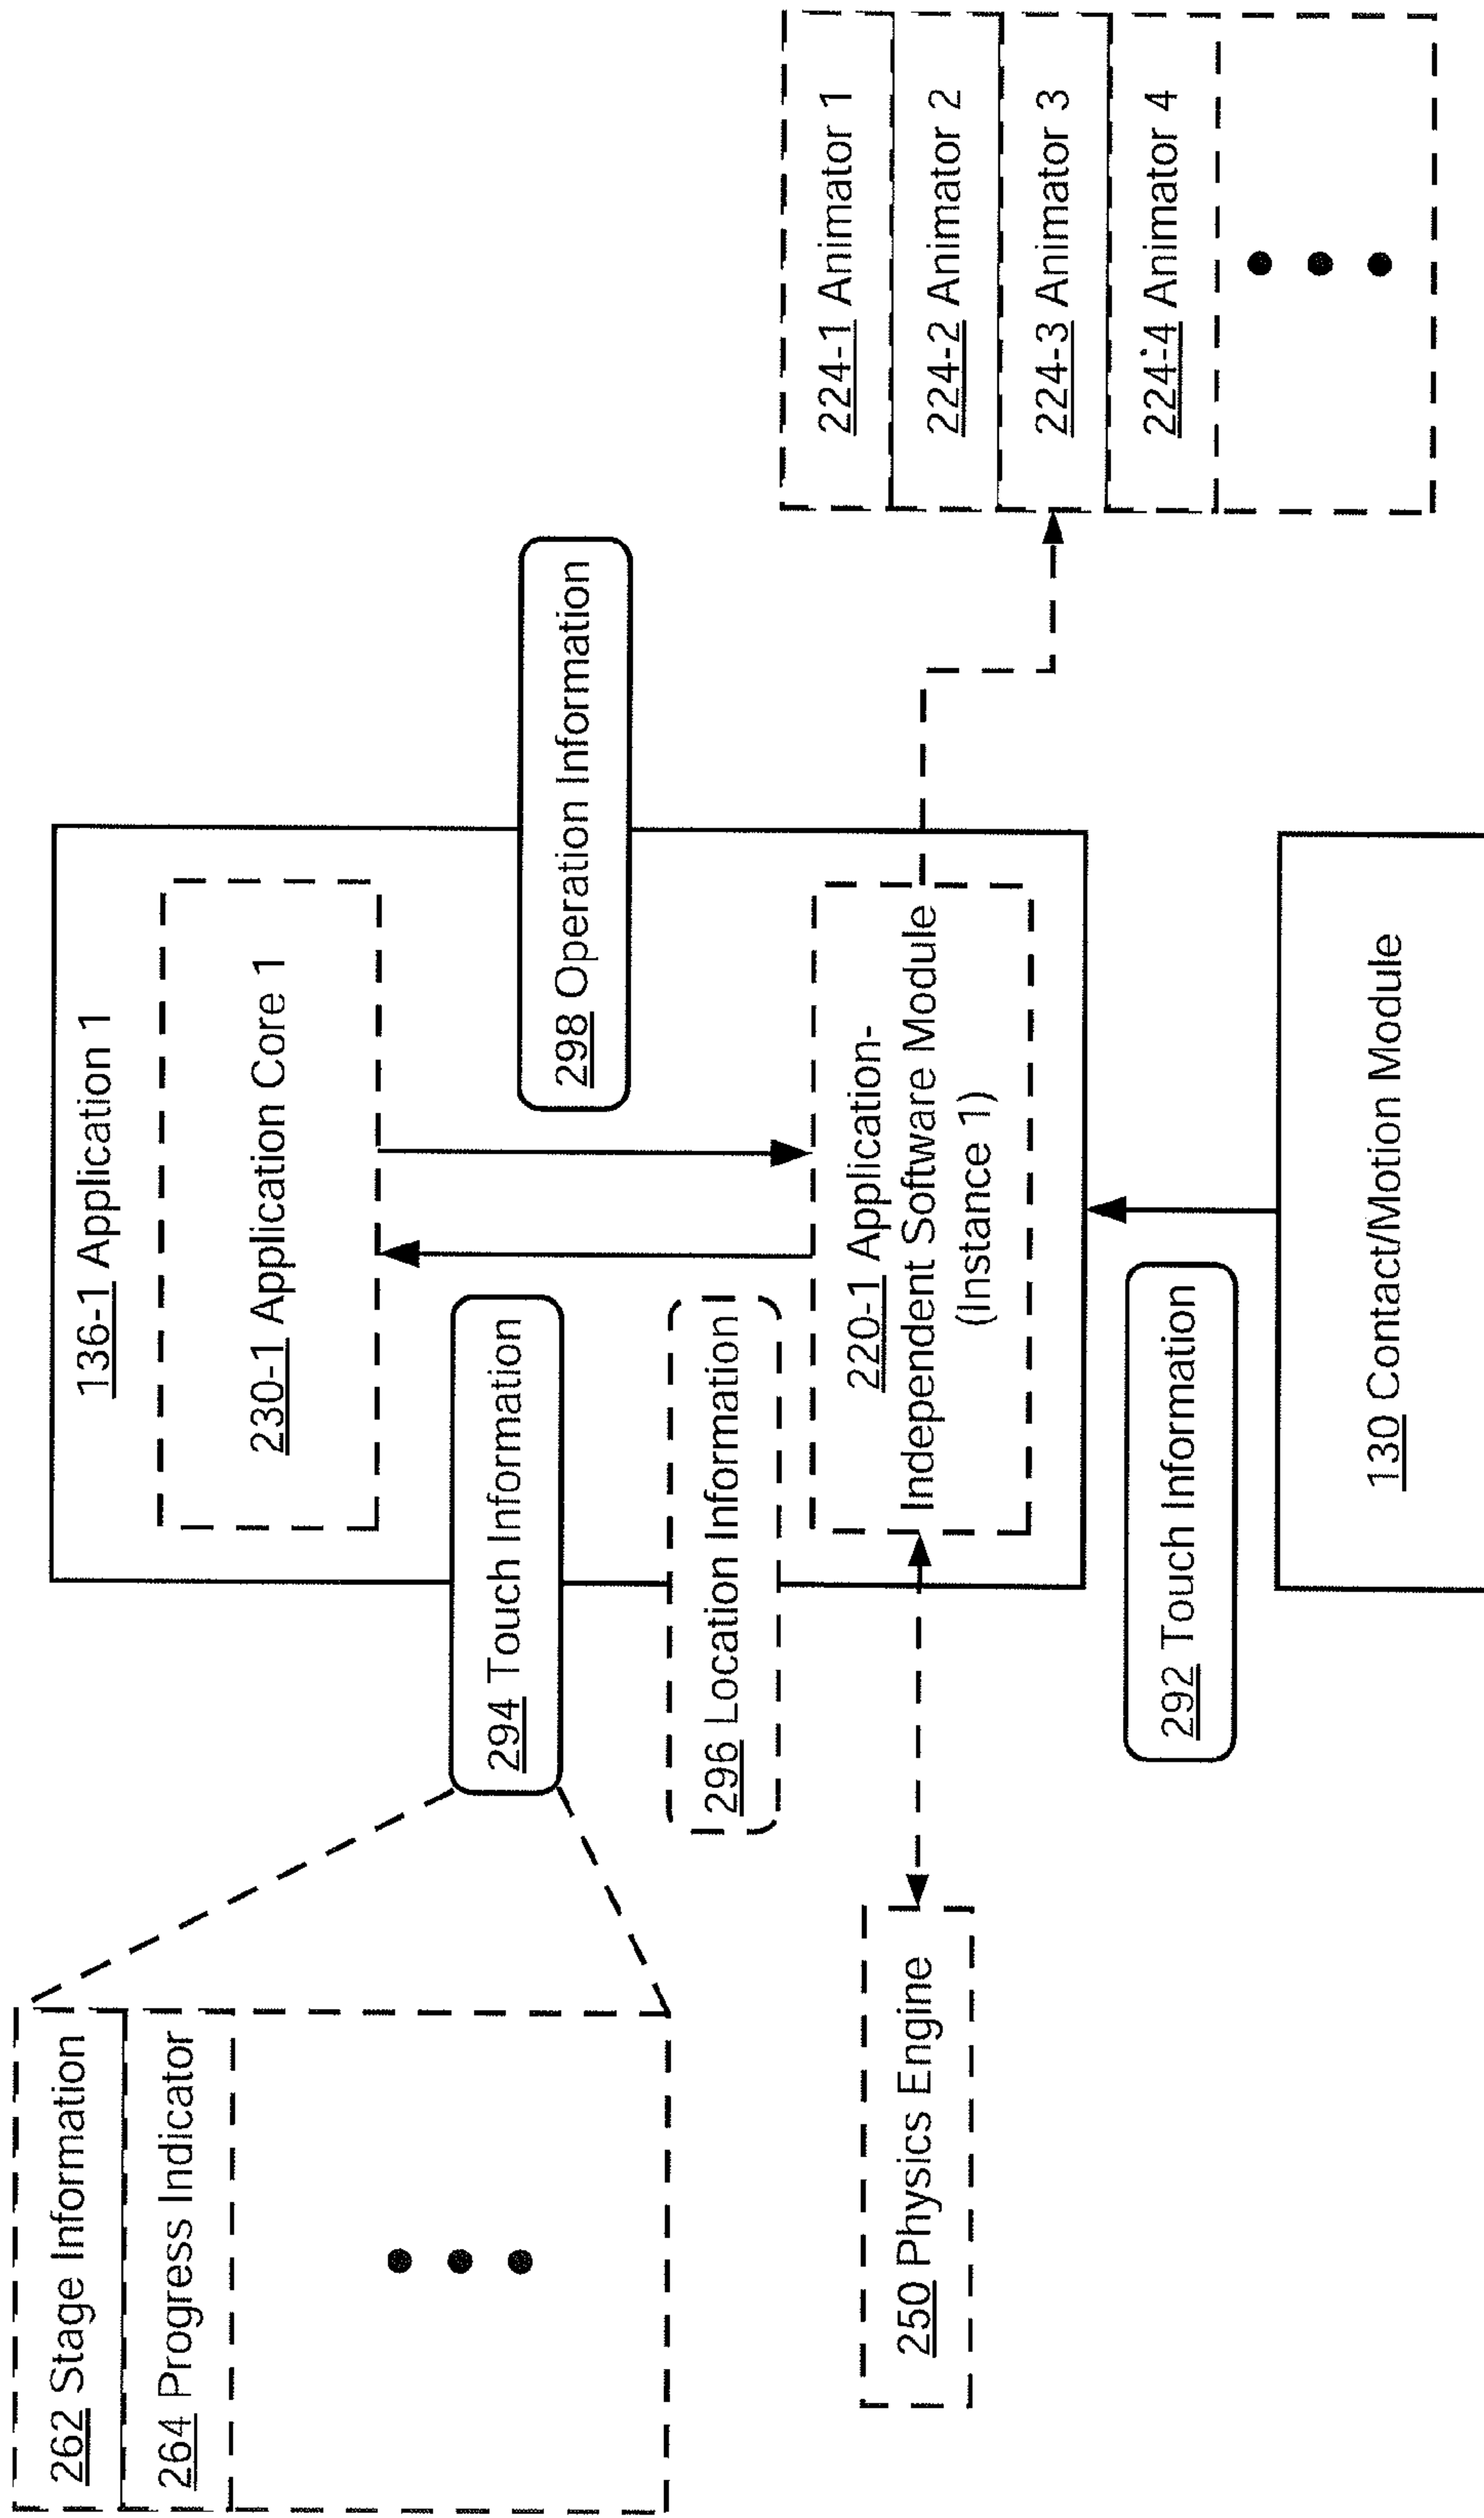 262 Stage Information
264 Progress Indicator
136-1 Application 1
230-1 Application Core 1
294 Touch Information
298 Operation Information
296 Location Information
250 Physics Engine
220-1 Application-
Independent Software Module
(Instance 1)
224-1 Animator 1
224-2 Animator 2
224-3 Animator 3
224-4 Animator 4
292 Touch Information
130 Contact/Motion Module